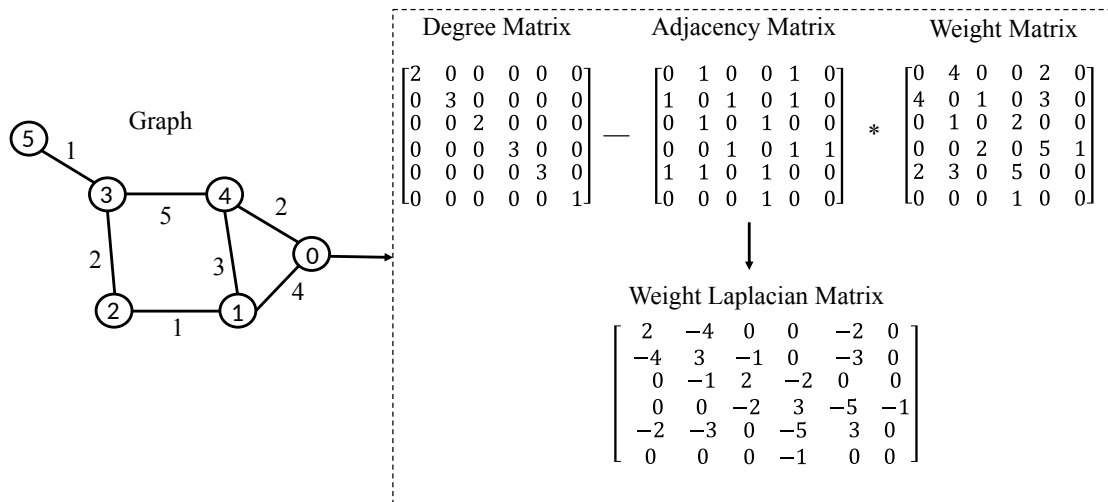 Degree Matrix
Adjacency Matrix
Weight Matrix
2 0 0 0 0 0
0 3 0 0 0 0
0 0 2 0 0 0
0 0 0 3 0 0
0 0 0 0 3 0
0 0 0 0 0 1
—
0 1 0 0 1 0
1 0 1 0 1 0
0 1 0 1 0 0
0 0 1 0 1 1
1 1 0 1 0 0
0 0 0 1 0 0
*
0 4 0 0 2 0
4 0 1 0 3 0
0 1 0 2 0 0
0 0 2 0 5 1
2 3 0 5 0 0
0 0 0 1 0 0
Graph
5
1
3
4
5
2
0
2
3
4
2
1
1
Weight Laplacian Matrix
2 −4 0 0 −2 0
−4 3 −1 0 −3 0
0 −1 2 −2 0 0
0 0 −2 3 −5 −1
−2 −3 0 −5 3 0
0 0 0 −1 0 0